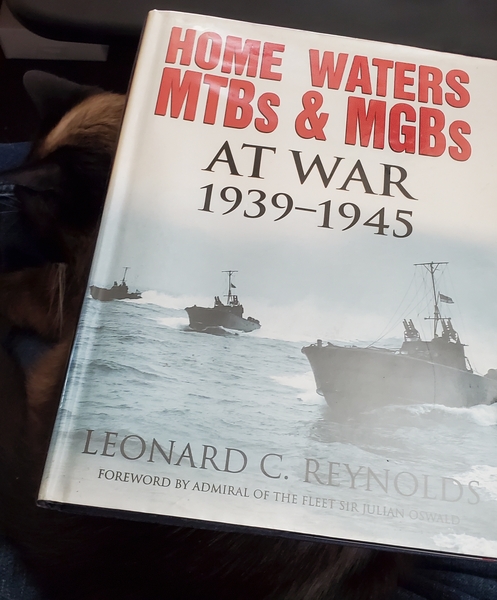 HOME WATERS
MTBs & MGBs
AT WAR
1939–1945
LEONARD C. REYNOLDS
FOREWORD BY ADMIRAL OF THE FLEET SIR JULIAN OSWALD